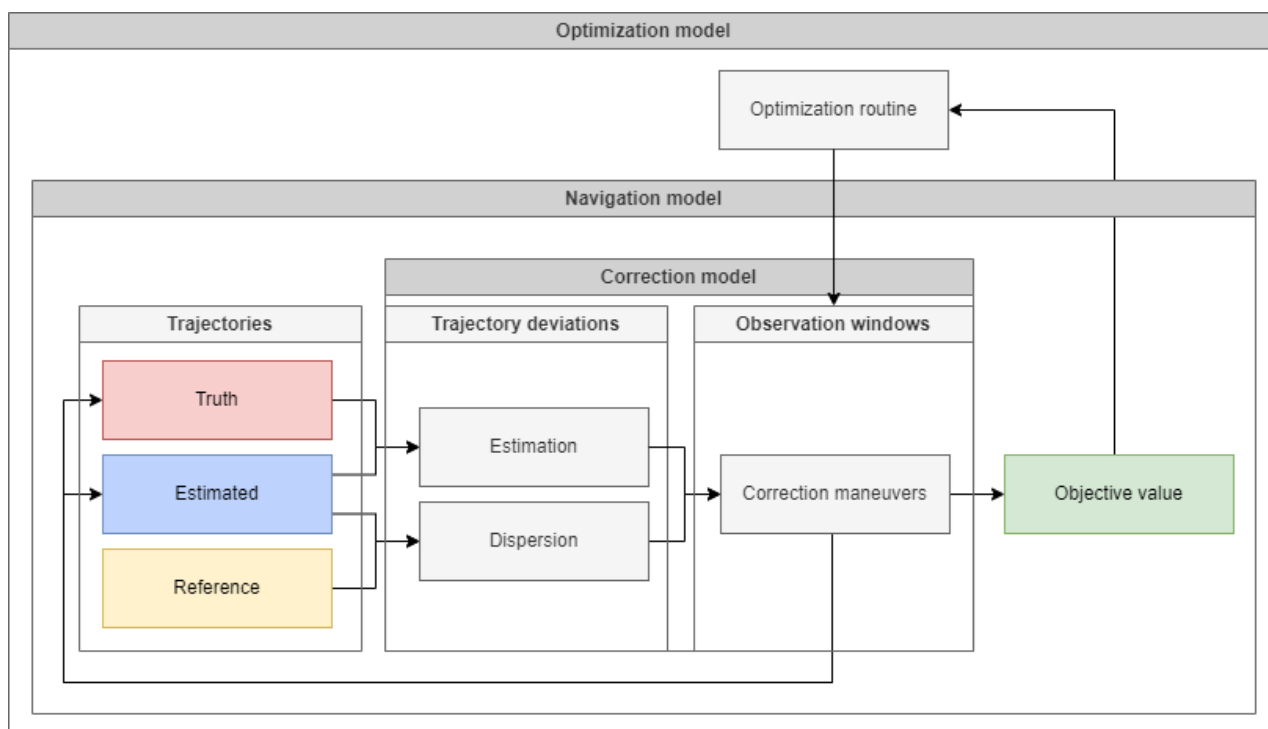 Optimization model
Optimization routine
Navigation model
Correction model
Trajectories
Trajectory deviations
Observation windows
Truth
Estimation
Estimated
Correction maneuvers
Objective value
Dispersion
Reference